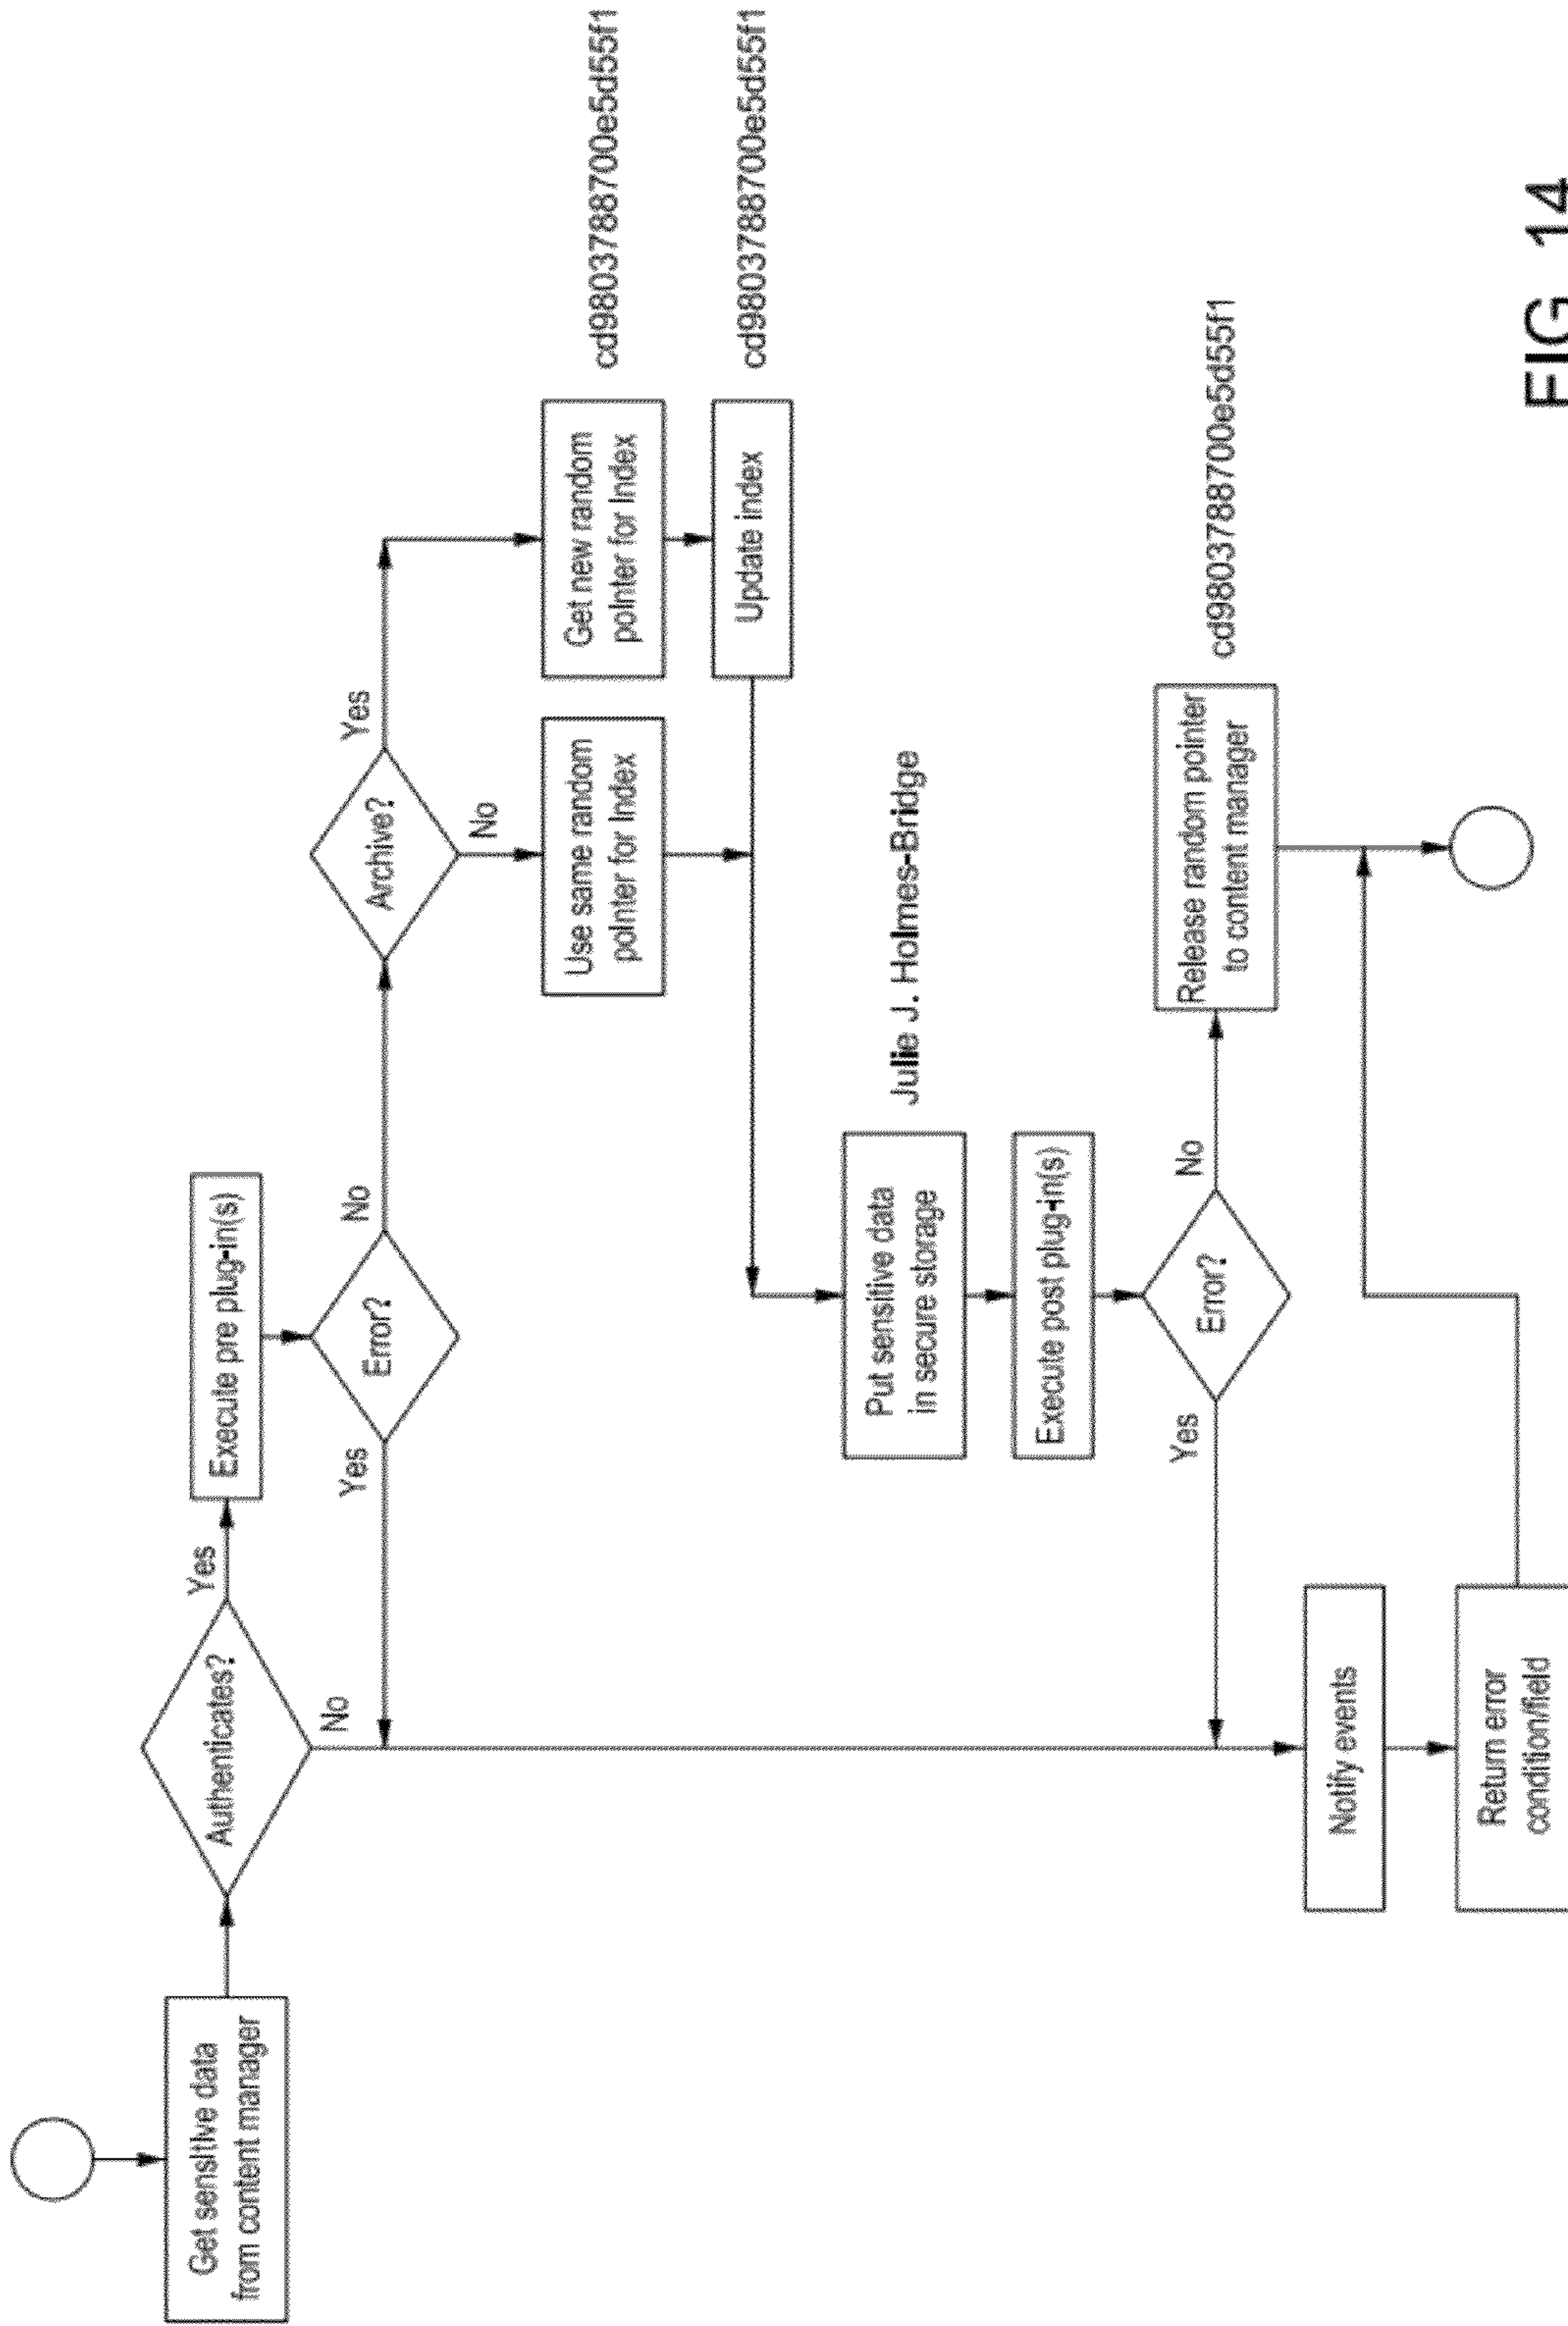 Get sensitive data
from content manager
Authenticates?
Yes
No
Execute pre plug-in(s)
Error?
Yes
No
Archive?
Yes
No
Use same random
pointer for Index
Get new random
pointer for Index
cd9803788700e5d55f1
Update index
cd9803788700e5d55f1
Put sensitive data
in secure storage
Julie J. Holmes-Bridge
Execute post plug-in(s)
Error?
Yes
No
Release random pointer
to content manager
cd9803788700e5d55f1
Notify events
Return error
condition/field
FIG 14